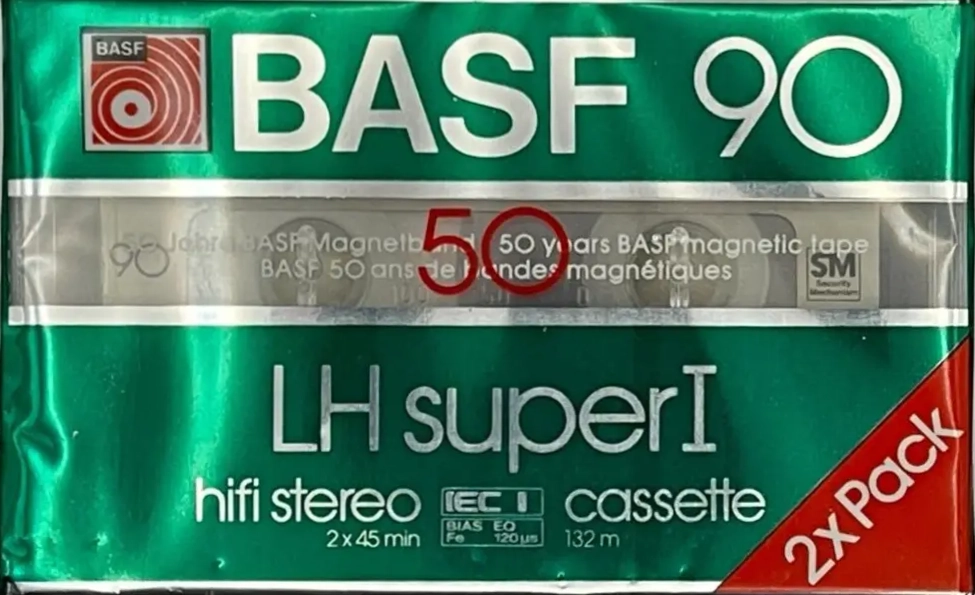 BASF
BASF 90
50 Jahre BASF Magnetband 50 years BASF magnetic tape
BASF 50 ans de bandes magnétiques
50
90
SM
Security
Mechanism
LH super I
hifi stereo IEC I cassette
2 x 45 min BIAS EQ 132 m
Fe 120 µs
2x Pack